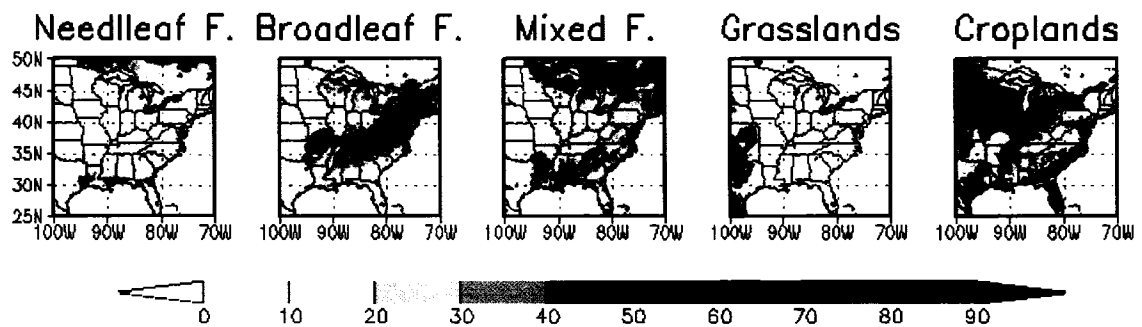 Needlleaf F. Broadleaf F. Mixed F. Grasslands Croplands
50N
45N
40N
35N
30N
25N
100W 90W 80W 70W 100W 90W 80W 70W 100W 90W 80W 70W 100W 90W 80W 70W 100W 90W 80W 70W
0 10 20 30 40 50 60 70 80 90